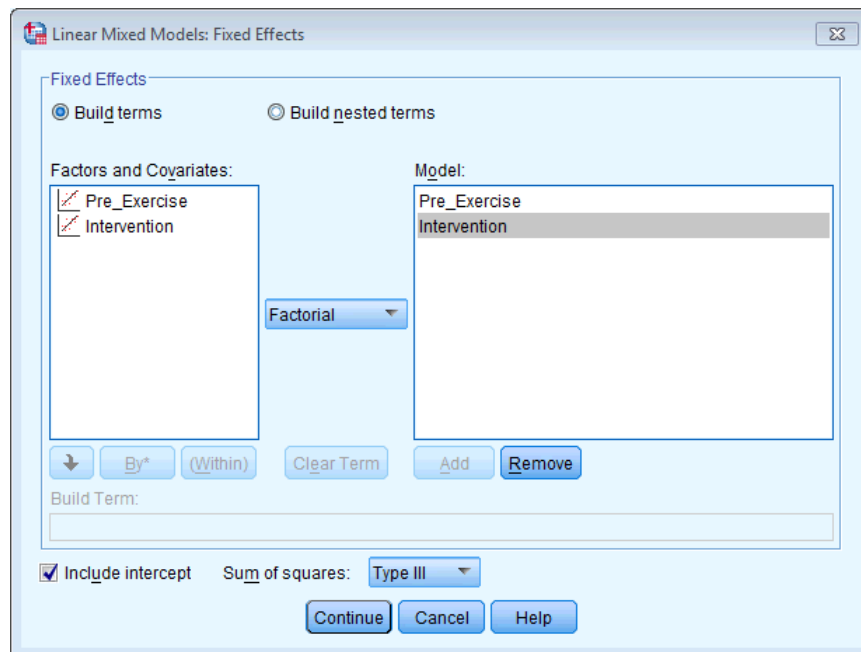 Linear Mixed Models: Fixed Effects
Fixed Effects
Build terms
Build nested terms
Factors and Covariates:
Model:
Pre_Exercise
Intervention
Pre_Exercise
Intervention
Factorial
By*
(Within)
Clear Term
Add
Remove
Build Term:
Include intercept
Sum of squares:
Type III
Continue
Cancel
Help